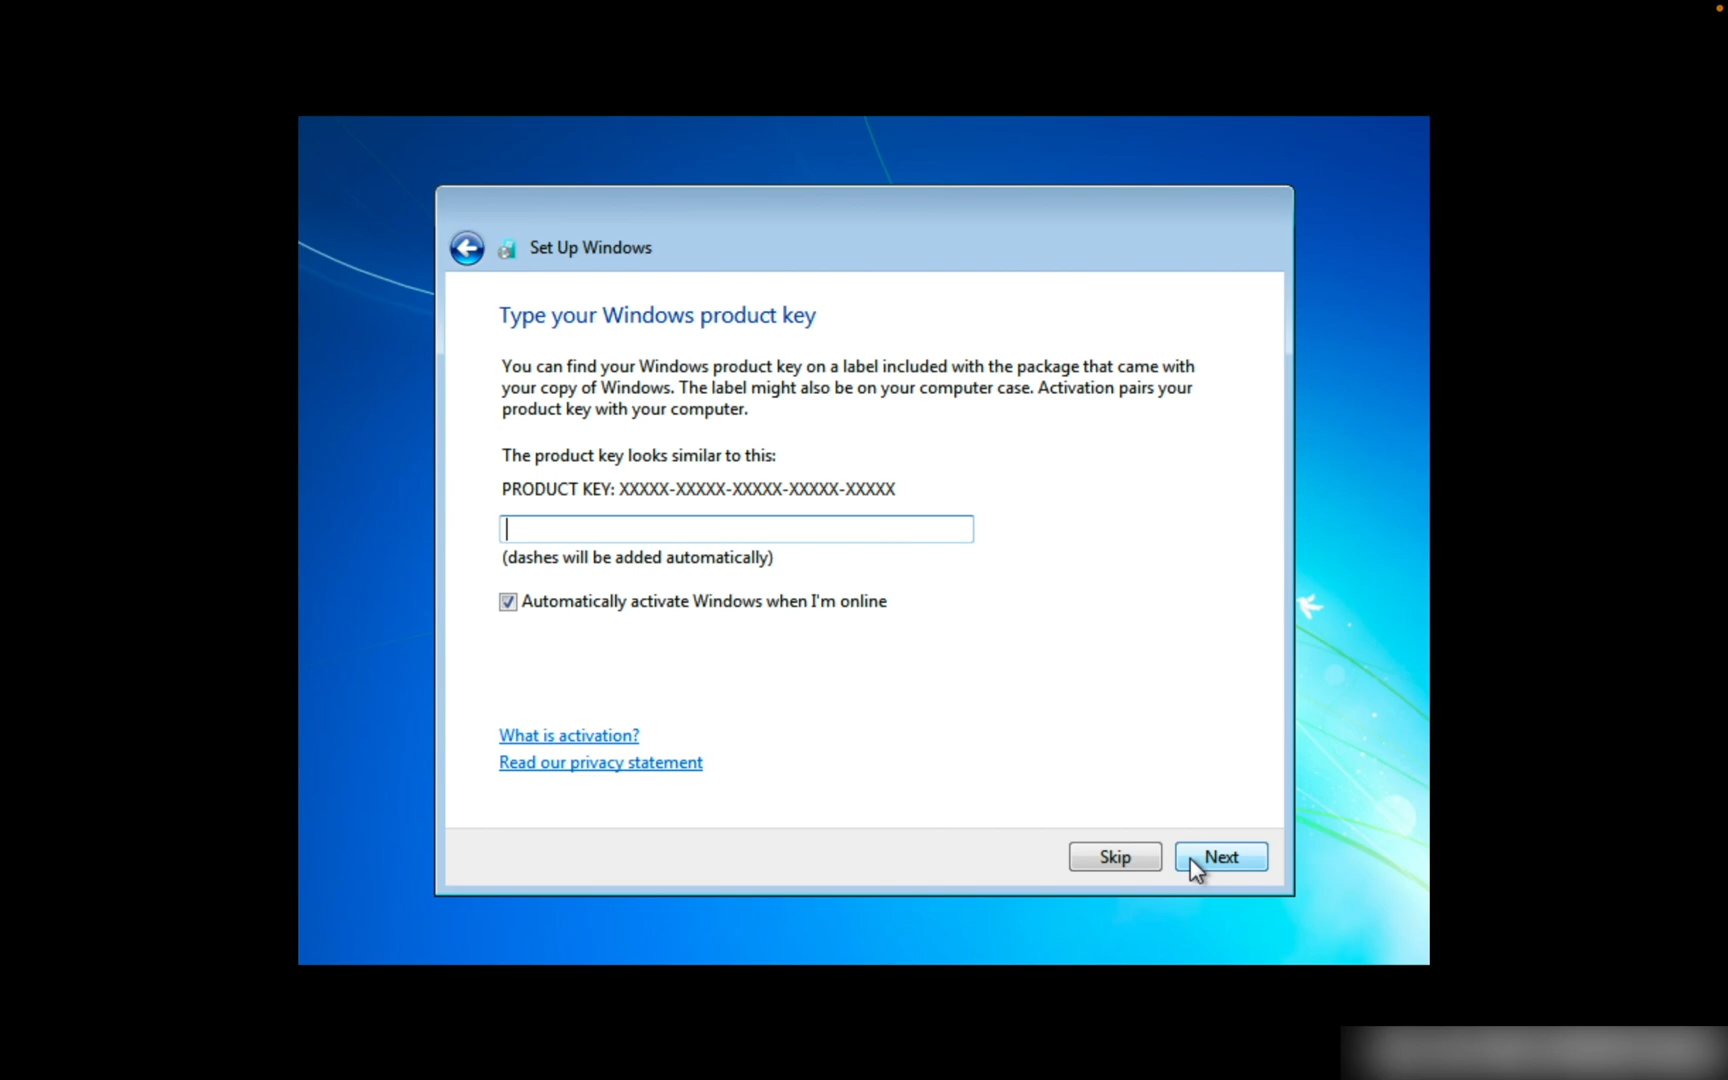 Set Up Windows
Type your Windows product key
You can find your Windows product key on a label included with the package that came with
your copy of Windows. The label might also be on your computer case. Activation pairs your
product key with your computer.
The product key looks similar to this:
PRODUCT KEY: XXXXX-XXXXX-XXXXX-XXXXX-XXXXX
(dashes will be added automatically)
Automatically activate Windows when I'm online
What is activation?
Read our privacy statement
Skip
Next